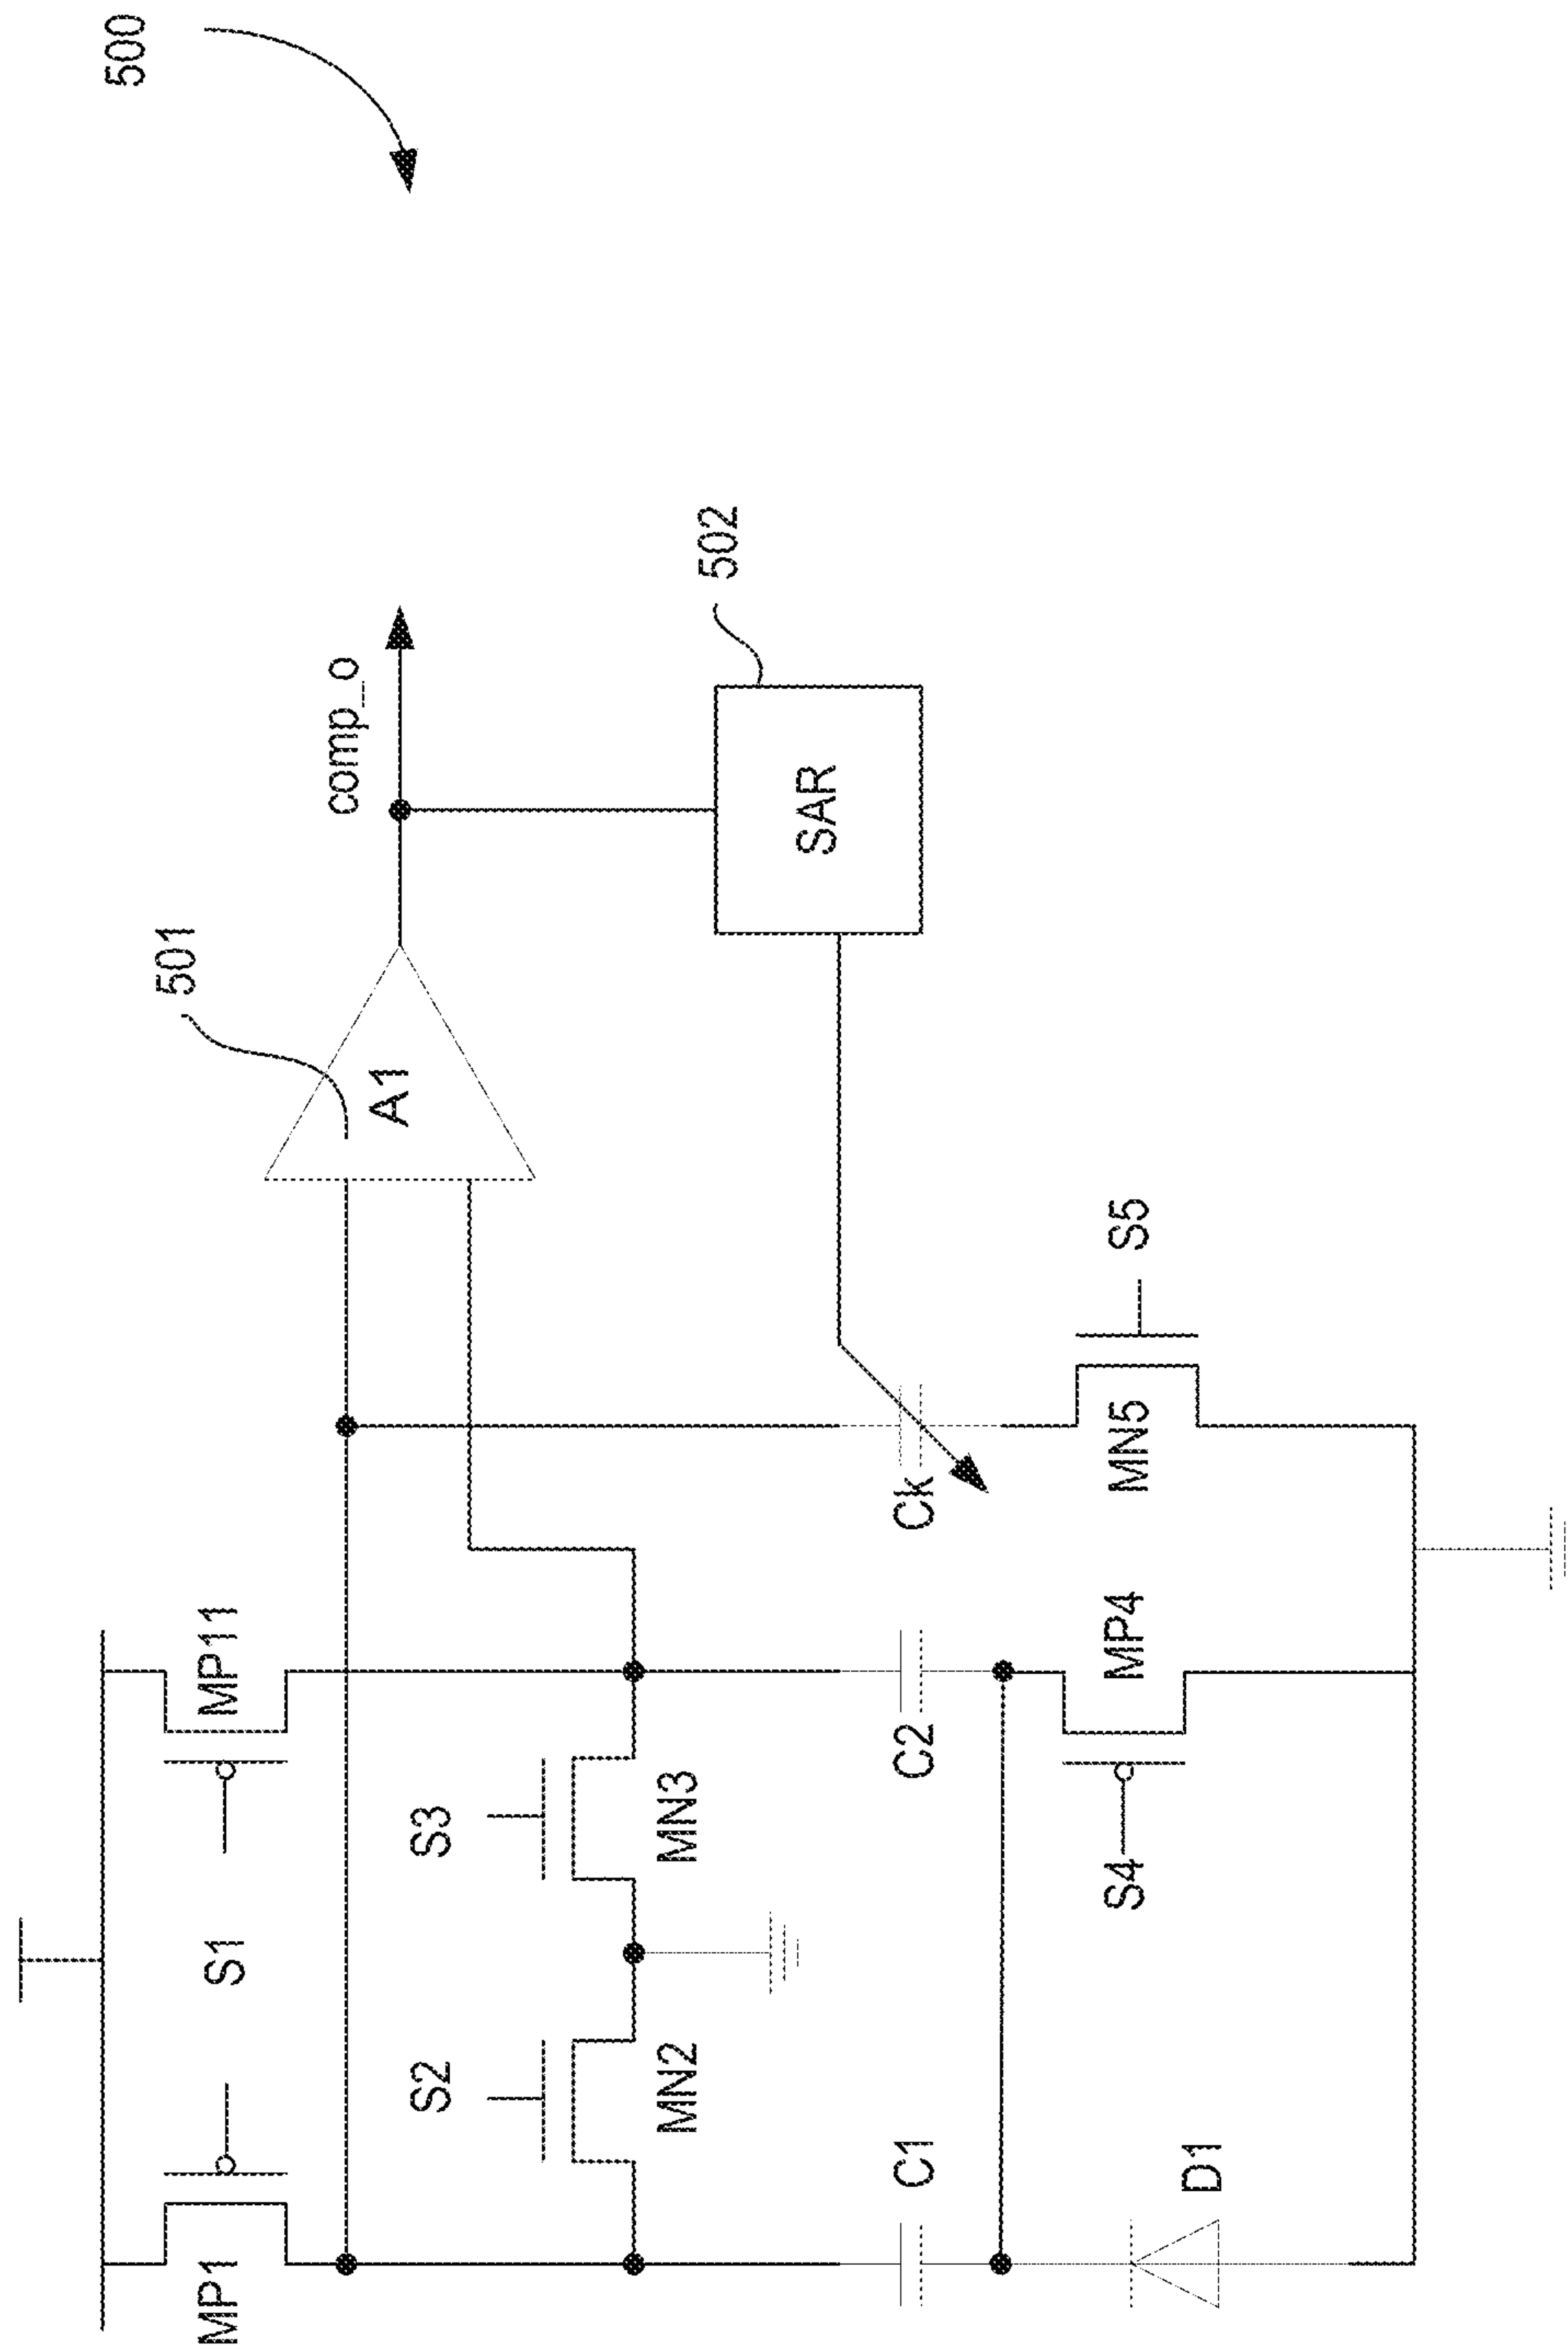 500
MP1
S1
MP11
501
A1
comp_o
S2
S3
MN2
MN3
502
SAR
C1
C2
Ck
D1
S4
MP4
MN5
S5